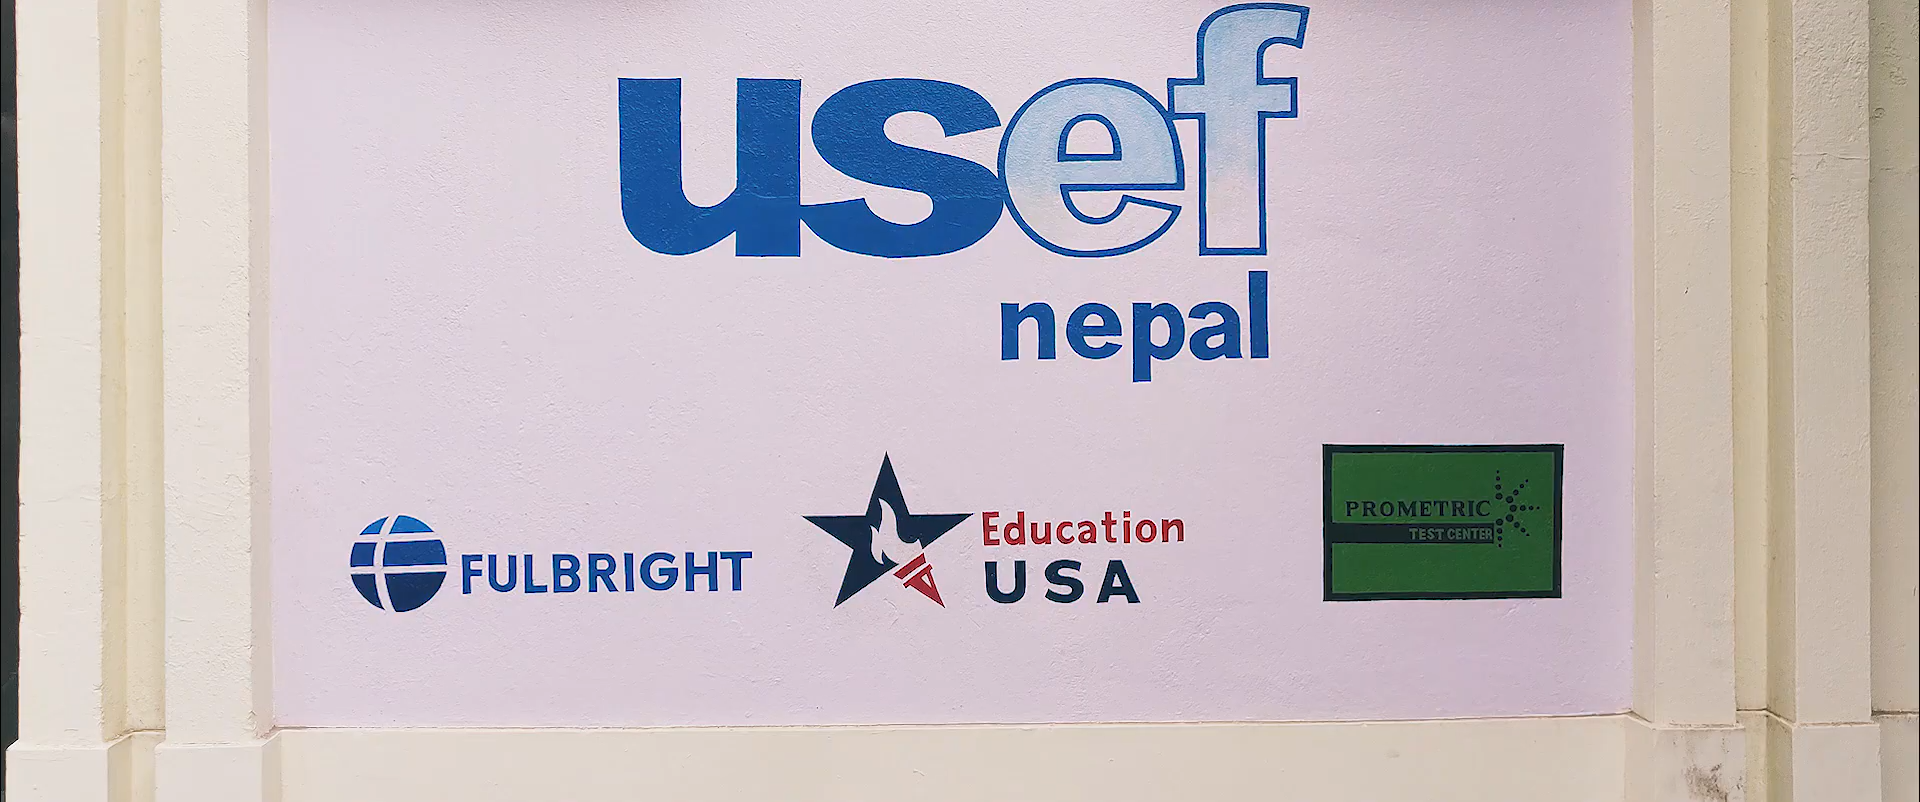 usef
nepal
FULBRIGHT
Education
USA
PROMETRIC
TEST CENTER